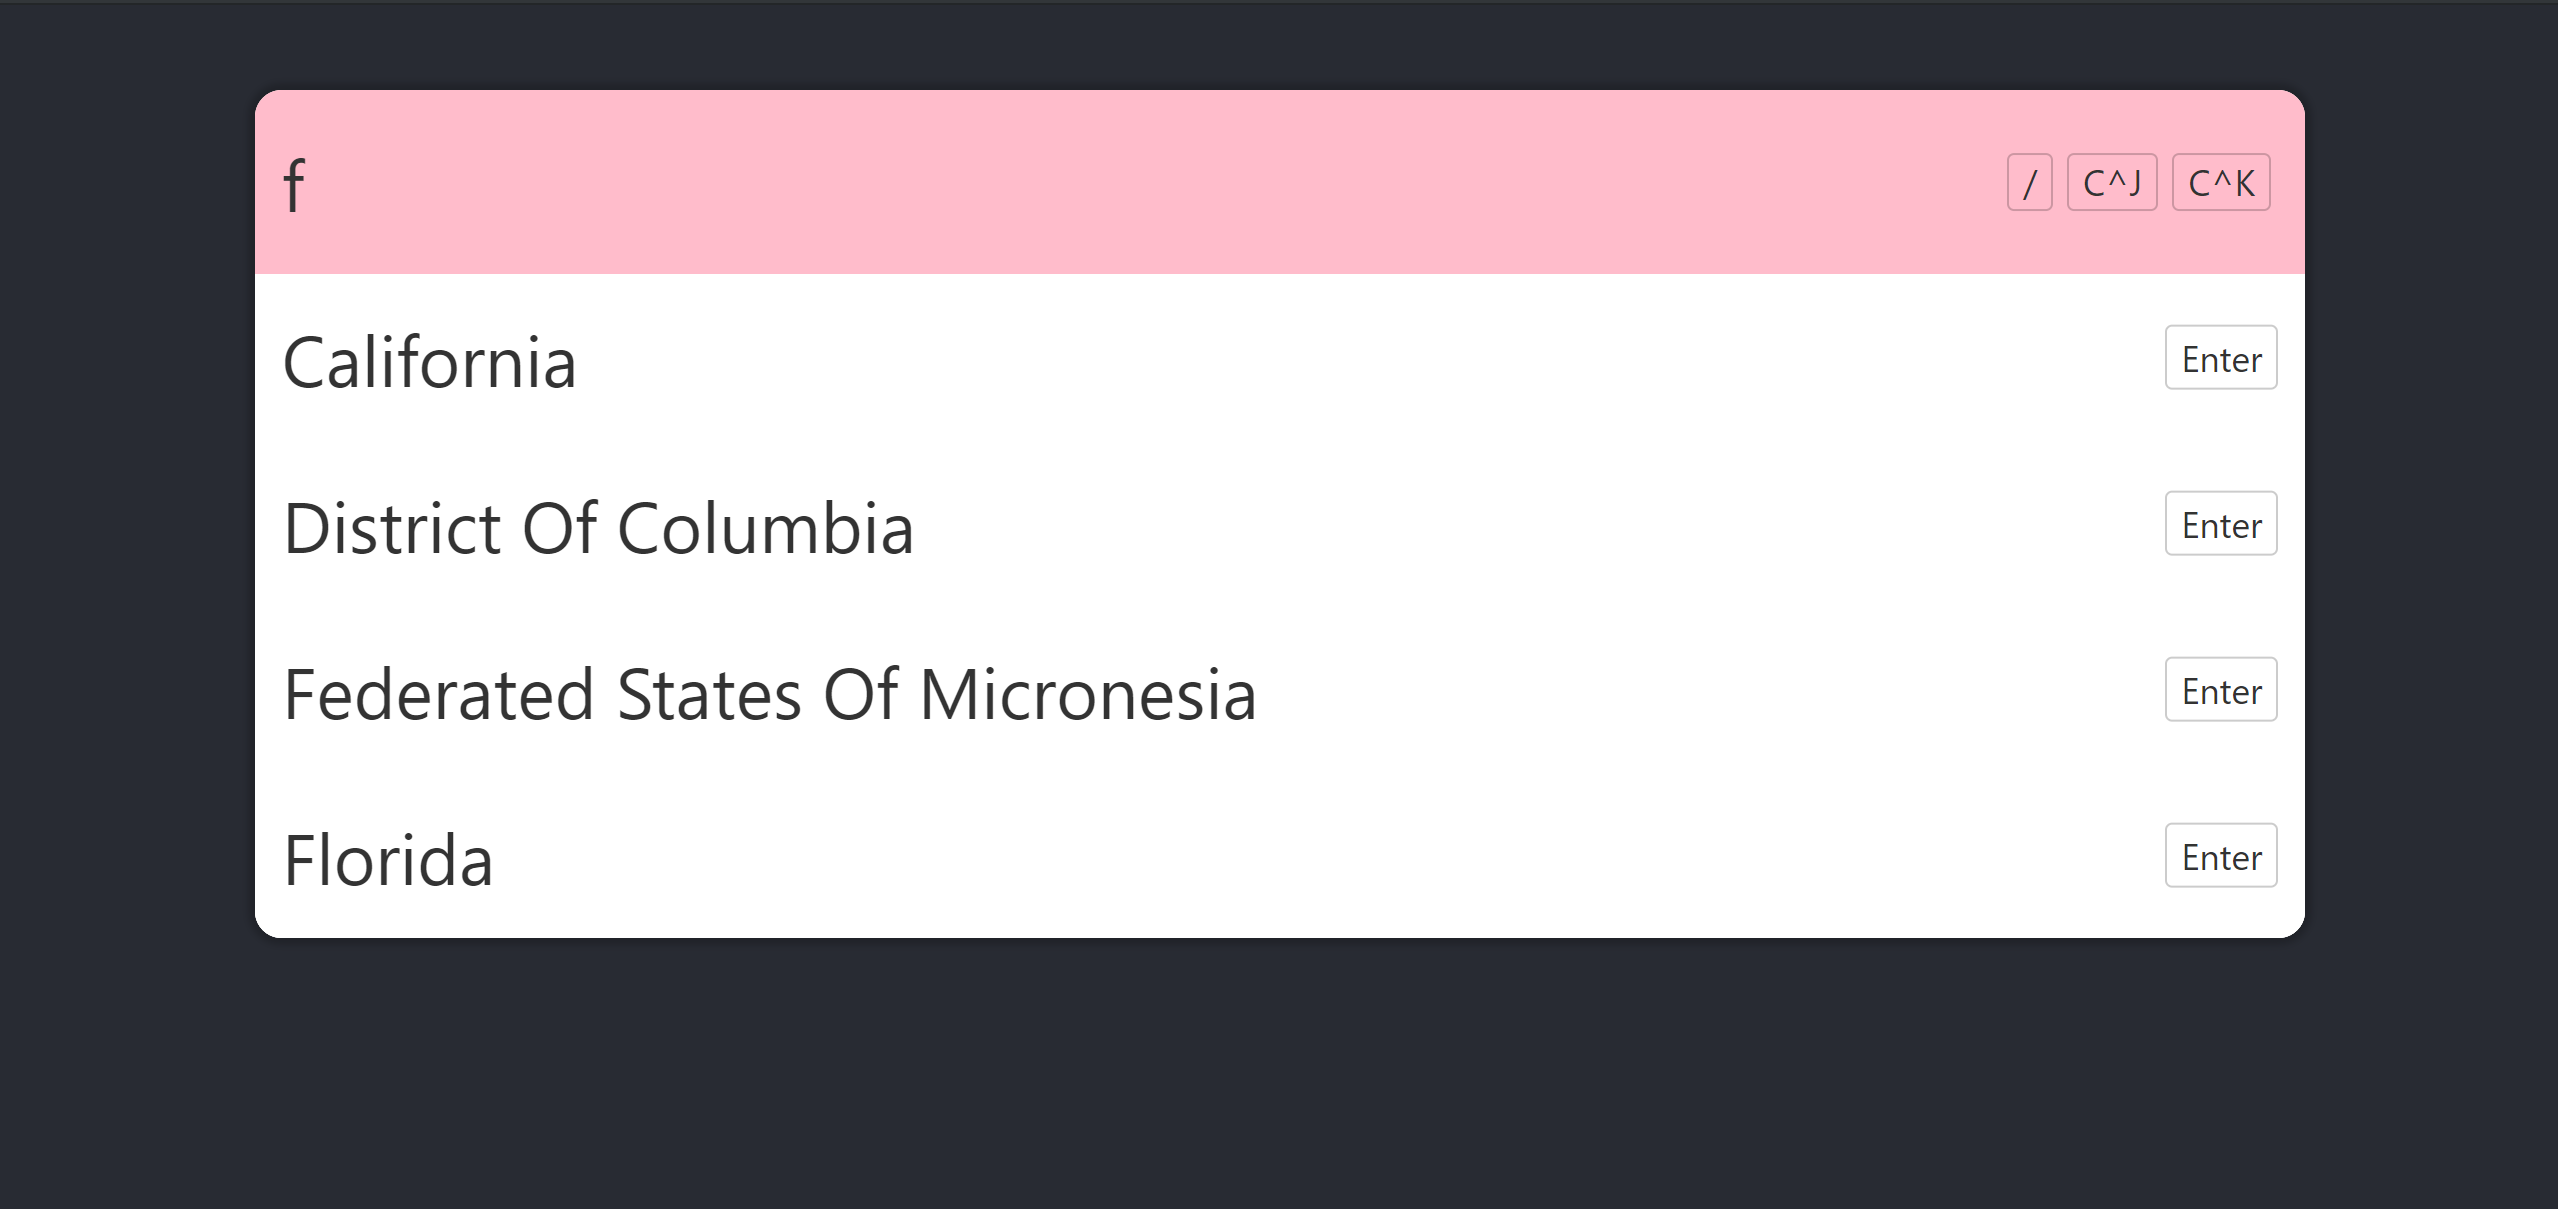 f / C^J C^K
California Enter
District Of Columbia Enter
Federated States Of Micronesia Enter
Florida Enter